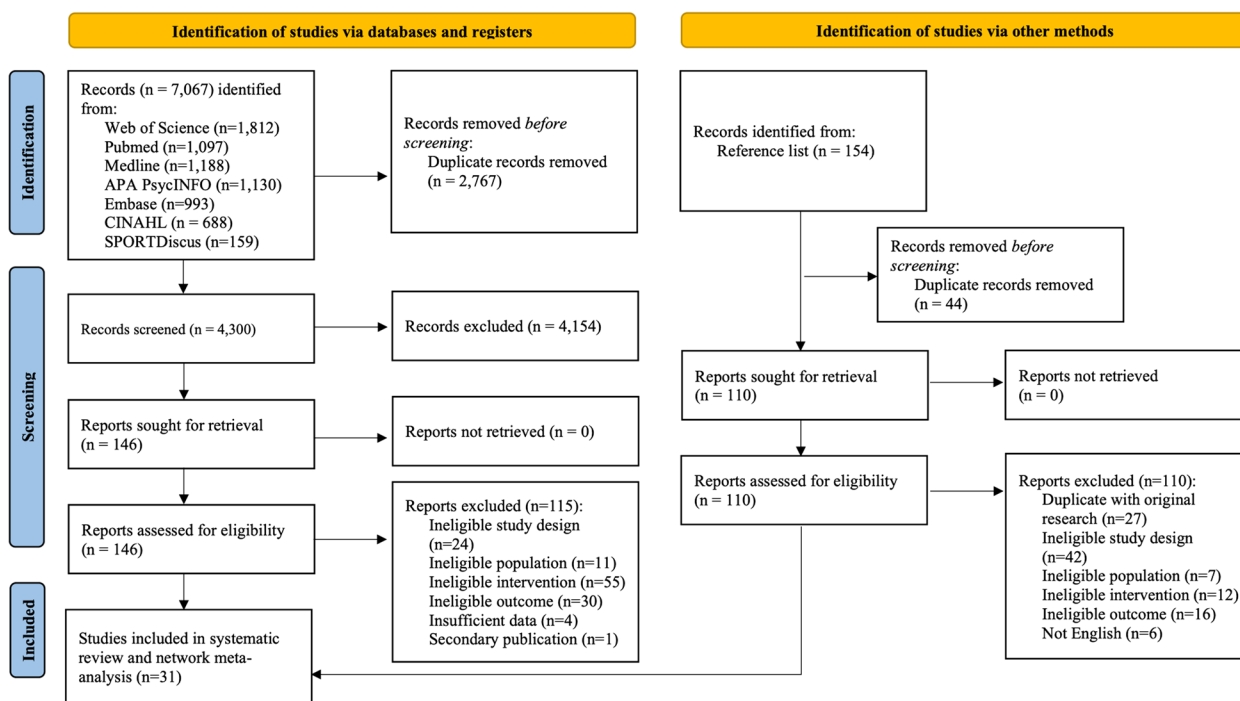 Identification of studies via databases and registers
Identification of studies via other methods
Identification
Records (n = 7,067) identified
from:
Web of Science (n=1,812)
Pubmed (n=1,097)
Medline (n=1,188)
APA PsycINFO (n=1,130)
Embase (n=993)
CINAHL (n = 688)
SPORTDiscus (n=159)
Records removed before
screening:
Duplicate records removed
(n = 2,767)
Records identified from:
Reference list (n = 154)
Records removed before
screening:
Duplicate records removed
(n = 44)
Screening
Records screened (n = 4,300)
Records excluded (n = 4,154)
Reports sought for retrieval
(n = 146)
Reports not retrieved (n = 0)
Reports sought for retrieval
(n = 110)
Reports not retrieved
(n = 0)
Reports assessed for eligibility
(n = 146)
Reports excluded (n=115):
Ineligible study design
(n=24)
Ineligible population (n=11)
Ineligible intervention (n=55)
Ineligible outcome (n=30)
Insufficient data (n=4)
Secondary publication (n=1)
Reports assessed for eligibility
(n = 110)
Reports excluded (n=110):
Duplicate with original
research (n=27)
Ineligible study design
(n=42)
Ineligible population (n=7)
Ineligible intervention (n=12)
Ineligible outcome (n=16)
Not English (n=6)
Included
Studies included in systematic
review and network meta-
analysis (n=31)